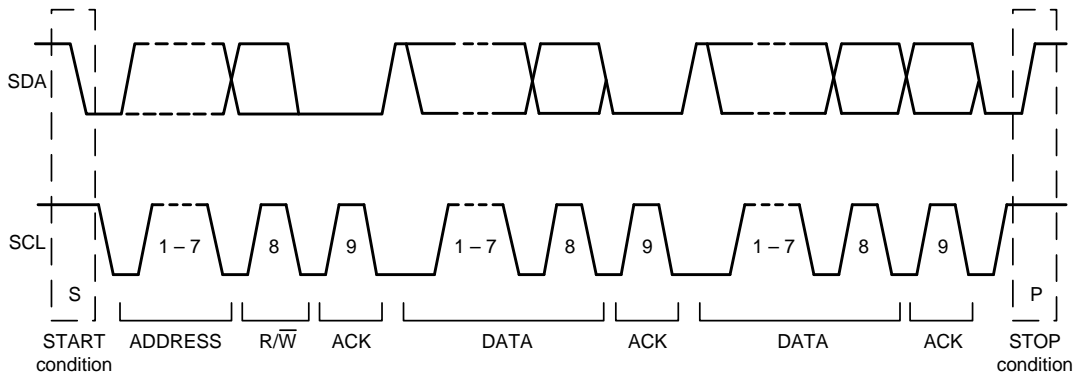 SDA
SCL
1 – 7
8
9
1 – 7
8
9
1 – 7
8
9
S
P
START
condition
ADDRESS
R/W̅
ACK
DATA
ACK
DATA
ACK
STOP
condition